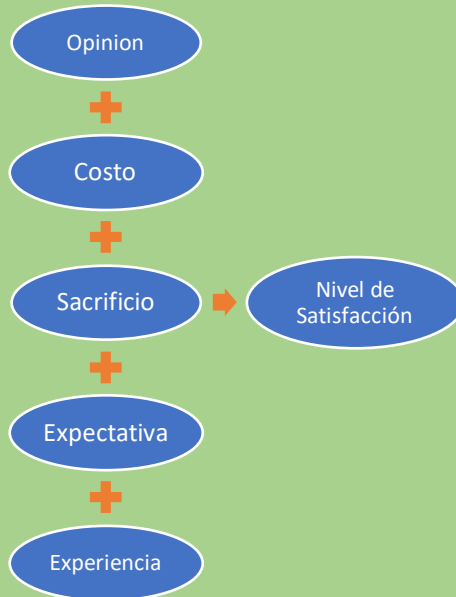 Opinion
Costo
Sacrificio
Nivel de
Satisfacción
Expectativa
Experiencia